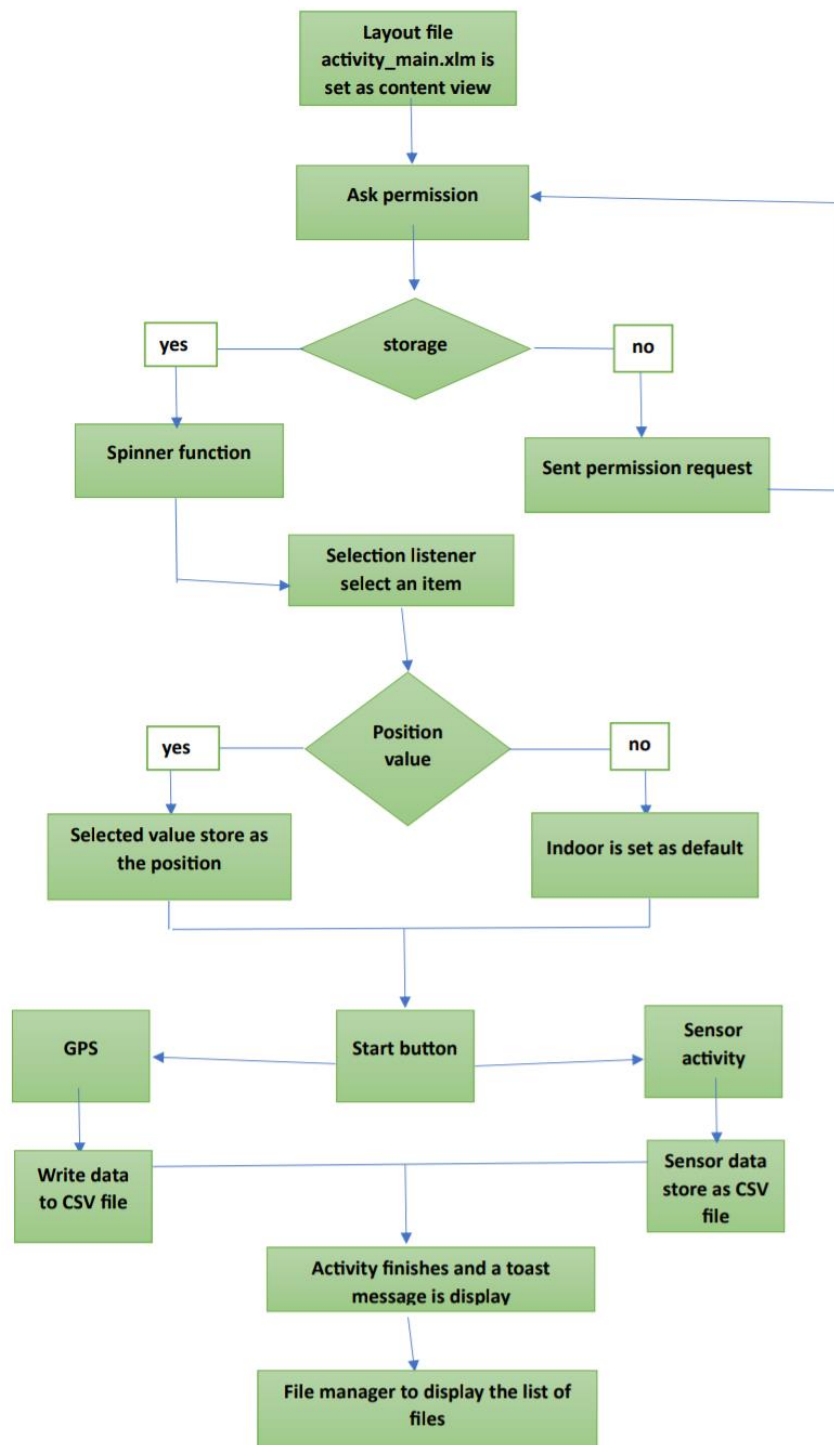 Layout file
activity_main.xlm is
set as content view
Ask permission
storage
yes
no
Spinner function
Sent permission request
Selection listener
select an item
Position
value
yes
no
Selected value store as
the position
Indoor is set as default
GPS
Start button
Sensor
activity
Write data
to CSV file
Sensor data
store as CSV
file
Activity finishes and a toast
message is display
File manager to display the list of
files